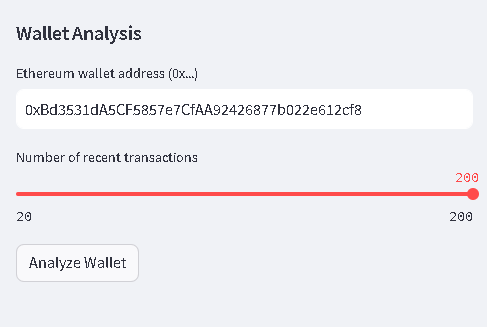 Wallet Analysis
Ethereum wallet address (0x...)
0xBd3531dA5CF5857e7CfAA92426877b022e612cf8
Number of recent transactions
200
20 200
Analyze Wallet